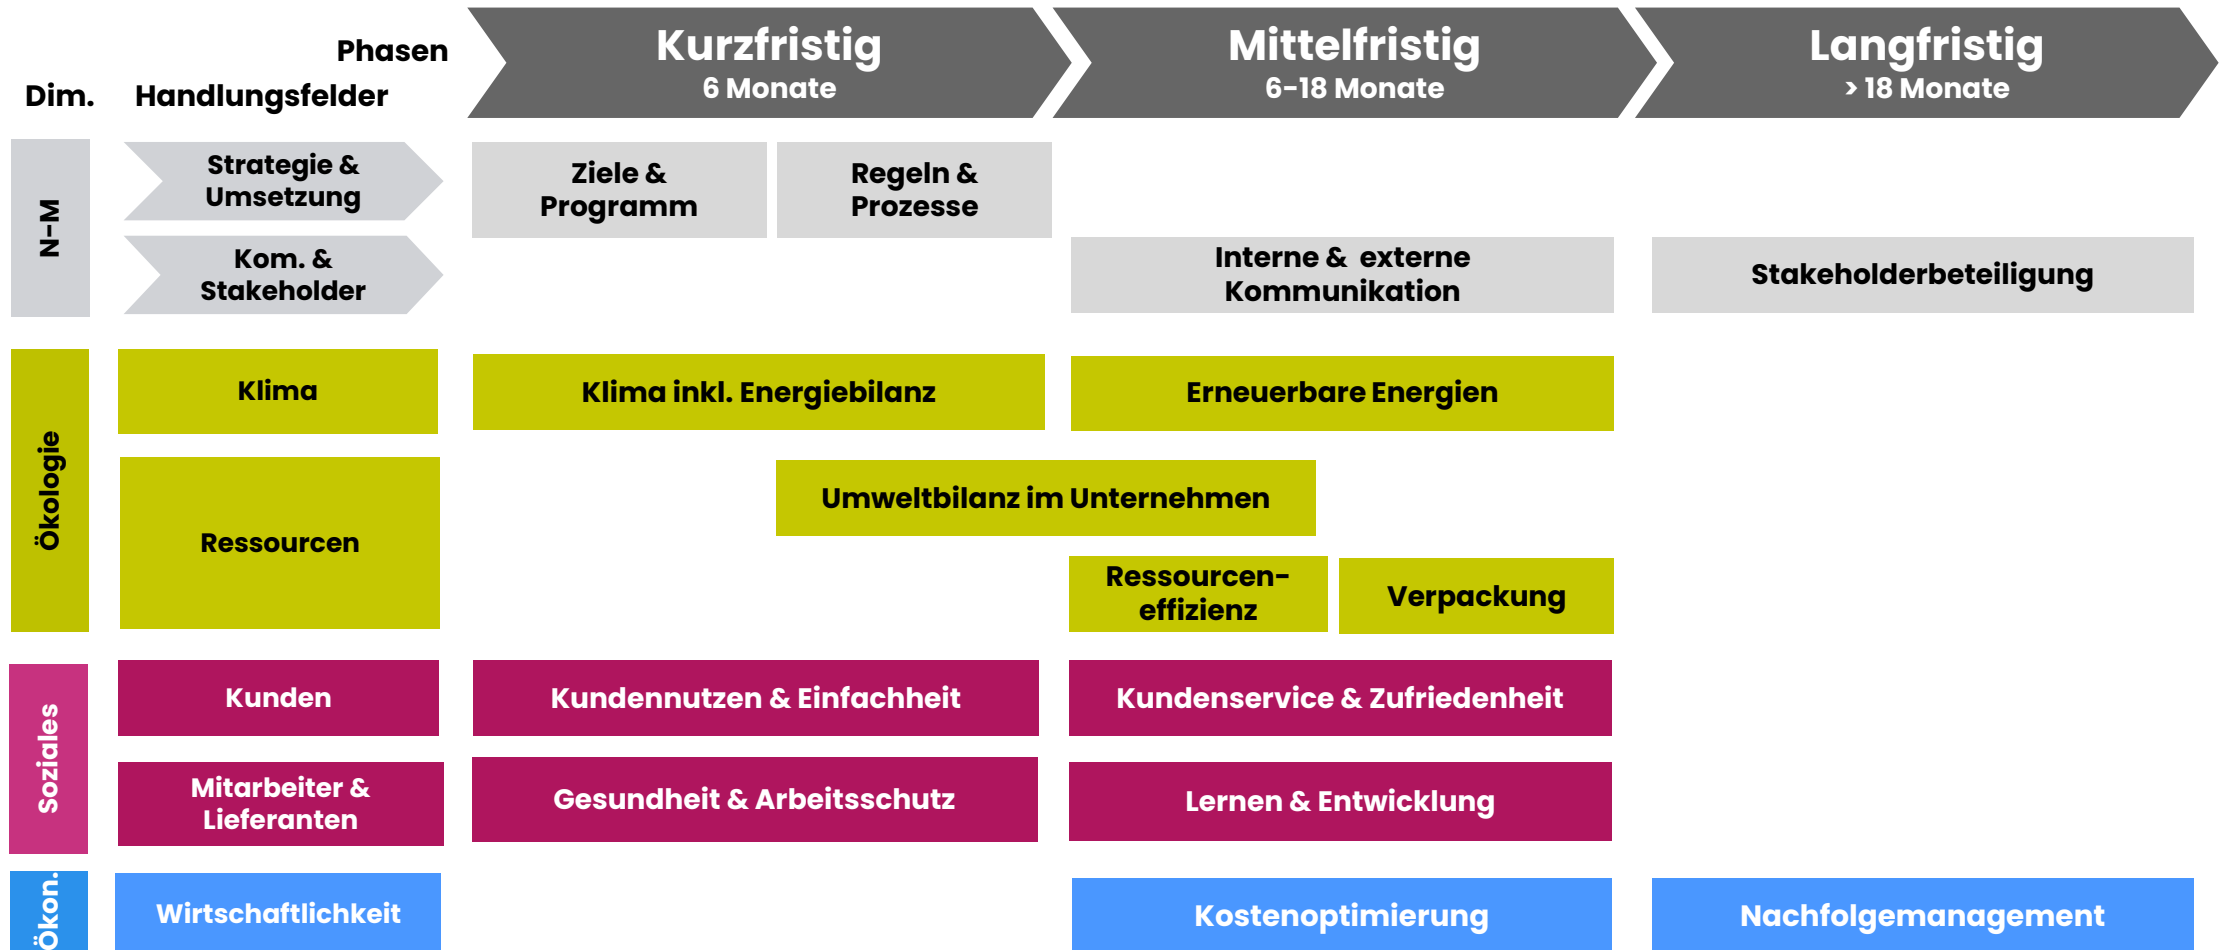 Phasen
Kurzfristig
6 Monate
Mittelfristig
6-18 Monate
Langfristig
> 18 Monate
Dim.
Handlungsfelder
N-M
Strategie &
Umsetzung
Ziele &
Programm
Regeln &
Prozesse
Kom. &
Stakeholder
Interne & externe
Kommunikation
Stakeholderbeteiligung
Ökologie
Klima
Klima inkl. Energiebilanz
Erneuerbare Energien
Ressourcen
Umweltbilanz im Unternehmen
Ressourcen-
effizienz
Verpackung
Soziales
Kunden
Kundennutzen & Einfachheit
Kundenservice & Zufriedenheit
Mitarbeiter &
Lieferanten
Gesundheit & Arbeitsschutz
Lernen & Entwicklung
Ökon.
Wirtschaftlichkeit
Kostenoptimierung
Nachfolgemanagement